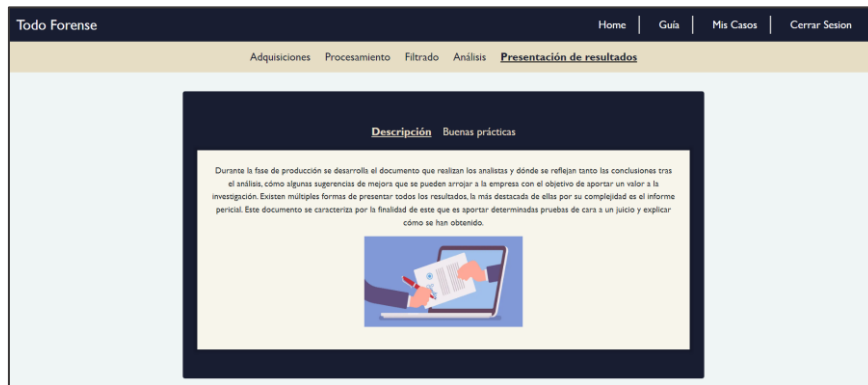 Todo Forense
Home
Guía
Mis Casos
Cerrar Sesion
Adquisiciones Procesamiento Filtrado Análisis Presentación de resultados
Descripción Buenas prácticas
Durante la fase de producción se desarrolla el documento que realizan los analistas y dónde se reflejan tanto las conclusiones tras
el análisis, cómo algunas sugerencias de mejora que se pueden arrojar a la empresa con el objetivo de aportar un valor a la
investigación. Existen múltiples formas de presentar todos los resultados, la más destacada de ellas por su complejidad es el informe
pericial. Este documento se caracteriza por la finalidad de este que es aportar determinadas pruebas de cara a un juicio y explicar
cómo se han obtenido.